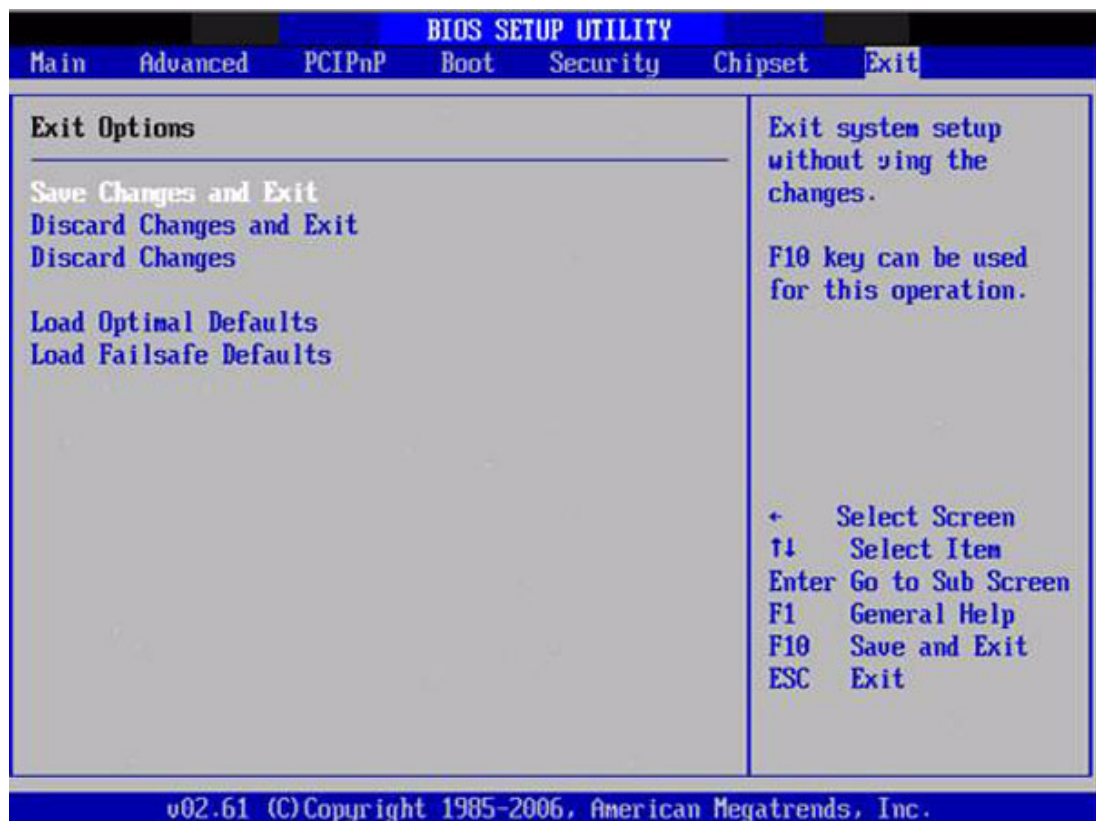 BIOS SETUP UTILITY
Main Advanced PCIPnP Boot Security Chipset Exit
Exit Options
Save Changes and Exit
Discard Changes and Exit
Discard Changes
Load Optimal Defaults
Load Failsafe Defaults
Exit system setup
without the
changes.
F10 key can be used
for this operation.
← Select Screen
↑↓ Select Item
Enter Go to Sub Screen
F1 General Help
F10 Save and Exit
ESC Exit
v02.61 (C)Copyright 1985-2006, American Megatrends, Inc.